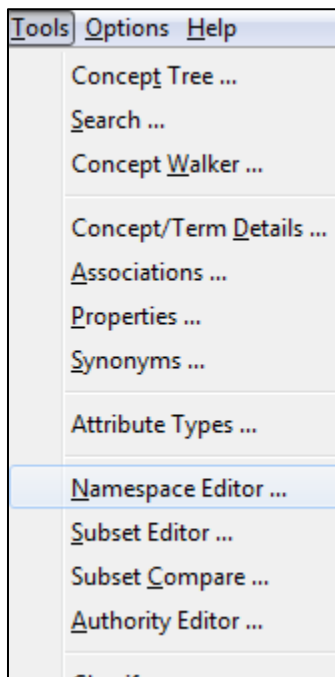 Tools Options Help
Concept Tree ...
Search ...
Concept Walker ...
Concept/Term Details ...
Associations ...
Properties ...
Synonyms ...
Attribute Types ...
Namespace Editor ...
Subset Editor ...
Subset Compare ...
Authority Editor ...